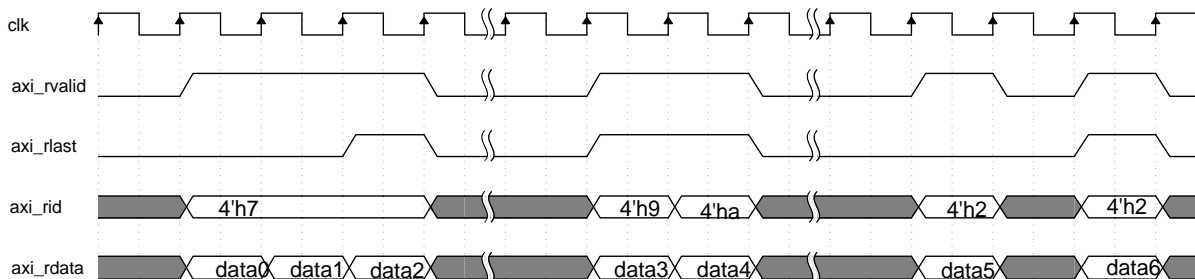 clk
axi_rvalid
axi_rlast
axi_rid 4'h7 4'h9 4'ha 4'h2 4'h2
axi_rdata data0 data1 data2 data3 data4 data5 data6